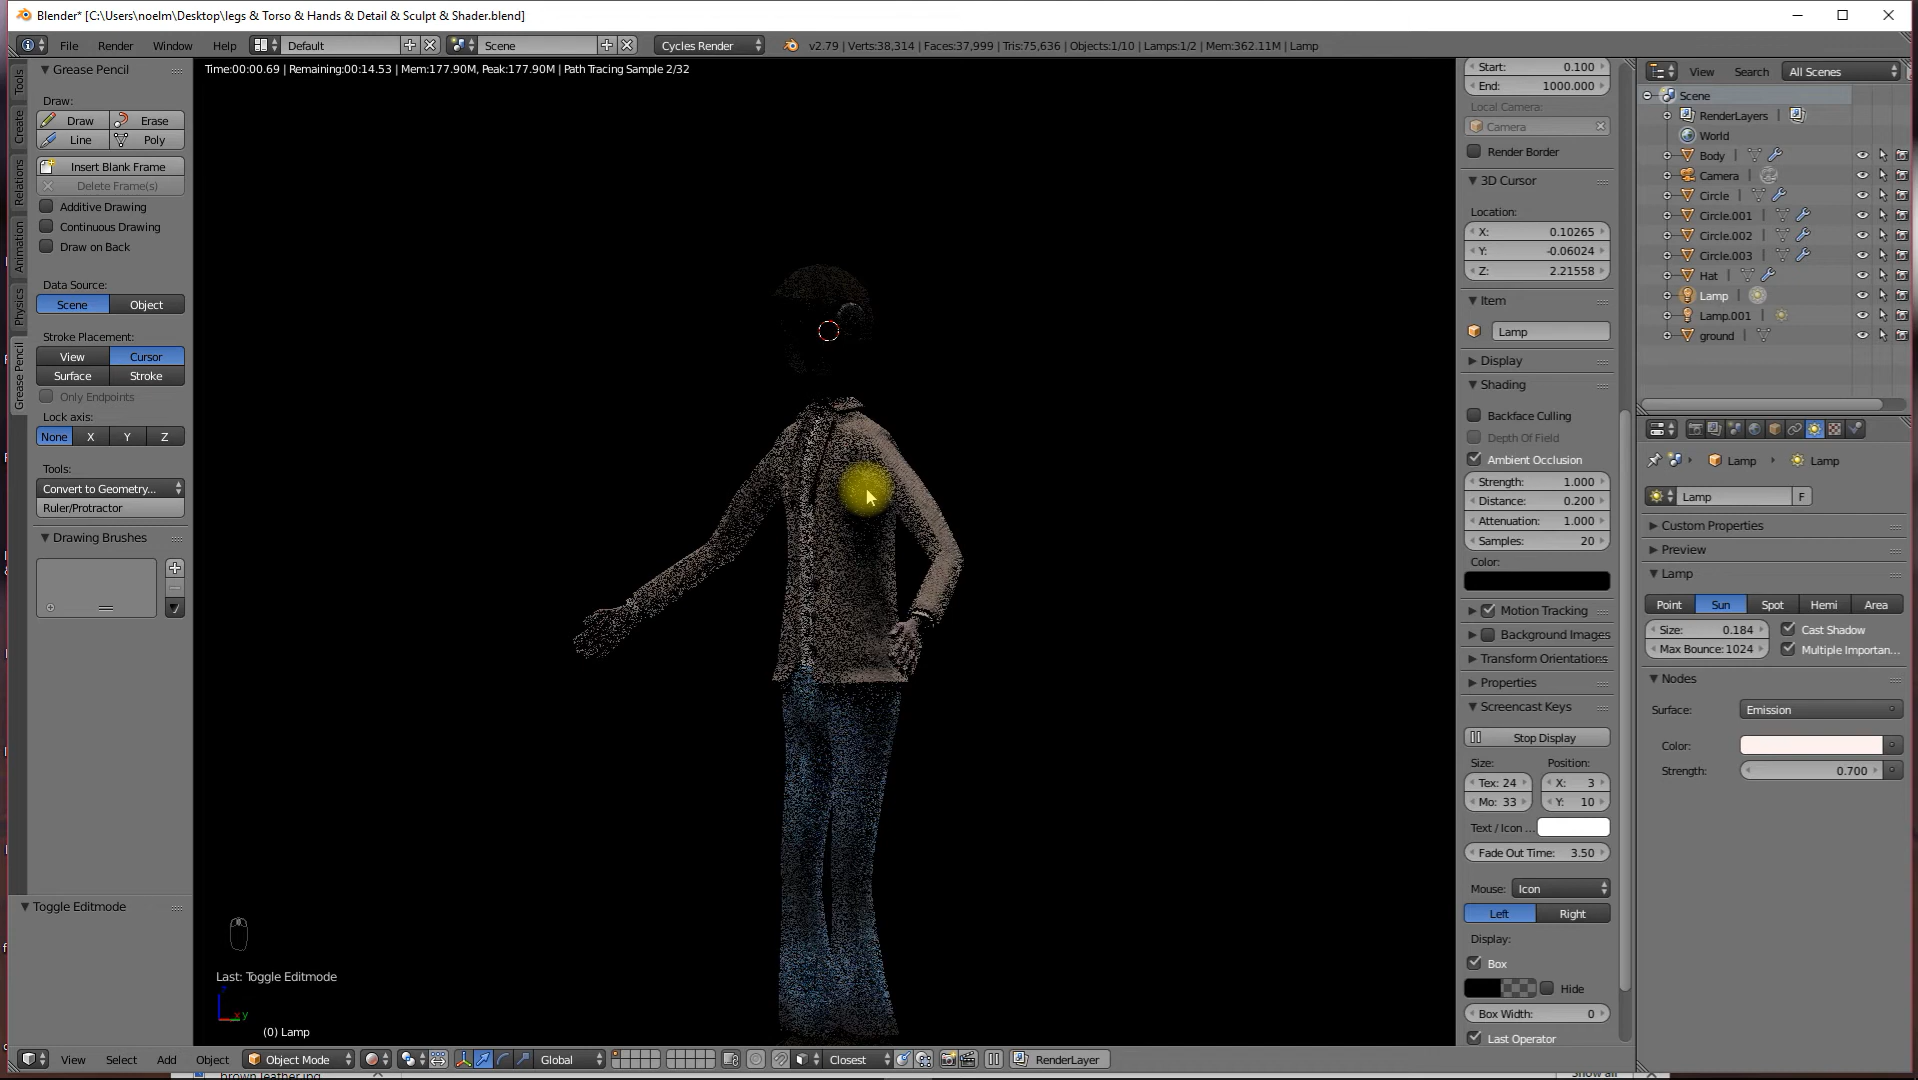 Blender* [C:\Users\noelm\Desktop\legs & Torso & Hands & Detail & Sculpt & Shader.blend]
File Render Window Help Default Scene Cycles Render v2.79 | Verts:38,314 | Faces:37,999 | Tris:75,636 | Objects:1/10 | Lamps:1/2 | Mem:362.11M | Lamp
Time:00:00.69 | Remaining:00:14.53 | Mem:177.90M, Peak:177.90M | Path Tracing Sample 2/32
Tools
Create
Relations
Animation
Physics
Grease Pencil
Grease Pencil
Draw:
Draw Erase
Line Poly
Insert Blank Frame
Delete Frame(s)
Additive Drawing
Continuous Drawing
Draw on Back
Data Source:
Scene Object
Stroke Placement:
View Cursor
Surface Stroke
Only Endpoints
Lock axis:
None X Y Z
Tools:
Convert to Geometry...
Ruler/Protractor
Drawing Brushes
Toggle Editmode
Last: Toggle Editmode
y
(0) Lamp
Start: 0.100
End: 1000.000
Local Camera:
Camera
Render Border
3D Cursor
Location:
X: 0.10265
Y: -0.06024
Z: 2.21558
Item
Lamp
Display
Shading
Backface Culling
Depth Of Field
Ambient Occlusion
Strength: 1.000
Distance: 0.200
Attenuation: 1.000
Samples: 20
Color:
Motion Tracking
Background Images
Transform Orientations
Properties
Screencast Keys
Stop Display
Size: Position:
Tex: 24 X: 3
Mo: 33 Y: 10
Text / Icon ...
Fade Out Time: 3.50
Mouse: Icon
Left Right
Display:
Box
Hide
Box Width: 0
Last Operator
View Search All Scenes
Scene
RenderLayers |
World
Body |
Camera |
Circle |
Circle.001 |
Circle.002 |
Circle.003 |
Hat |
Lamp |
Lamp.001 |
ground |
Lamp Lamp
Lamp F
Custom Properties
Preview
Lamp
Point Sun Spot Hemi Area
Size: 0.184 Cast Shadow
Max Bounce: 1024 Multiple Importan...
Nodes
Surface: Emission
Color:
Strength: 0.700
View Select Add Object Object Mode Global Closest RenderLayer
brown leather.jpg
Show all